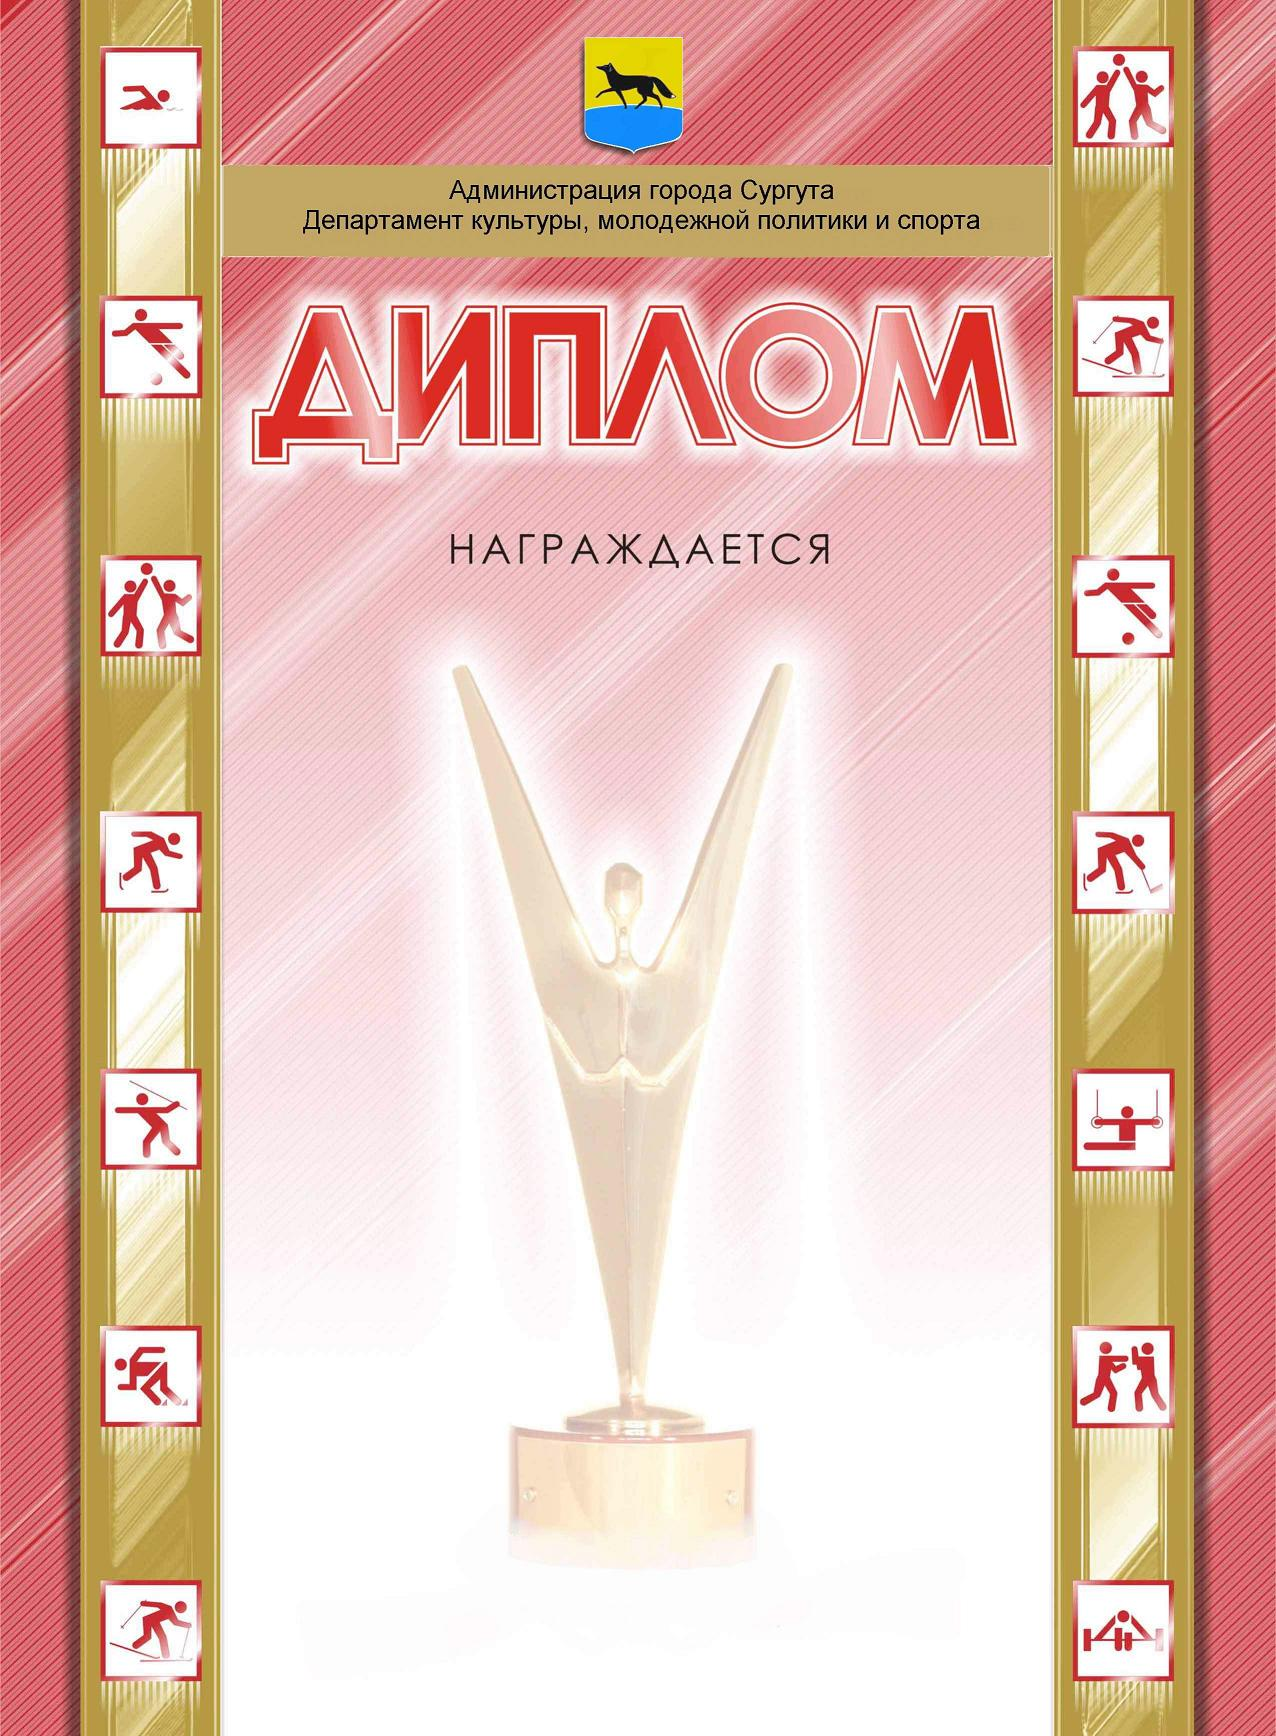 Администрация города Сургута
Департамент культуры, молодежной политики и спорта
ДИПЛОМ
НАГРАЖДАЕТСЯ